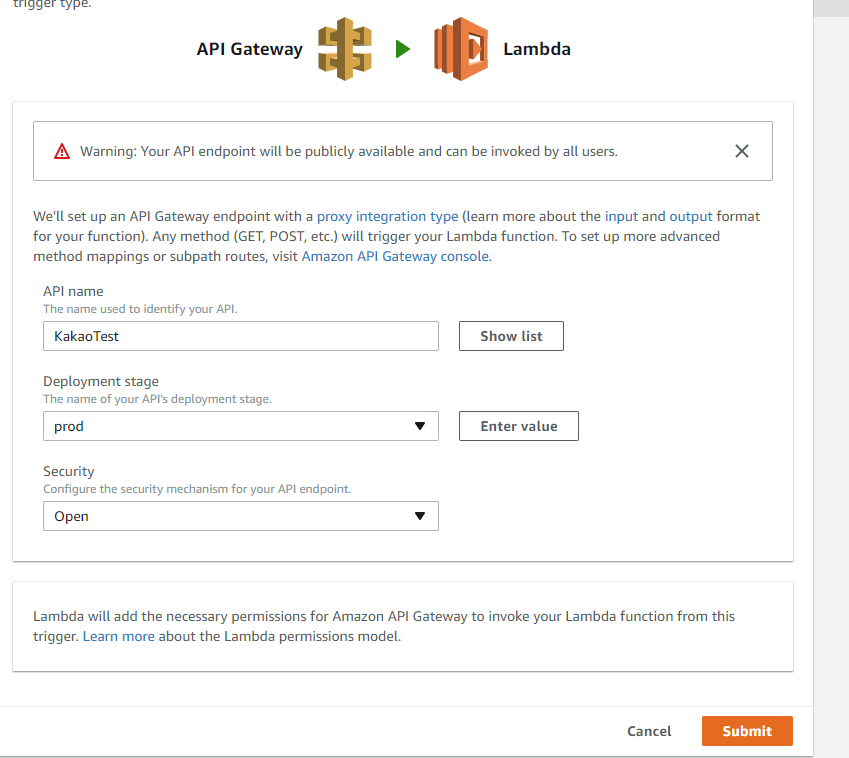 trigger type.
API Gateway
Lambda
Warning: Your API endpoint will be publicly available and can be invoked by all users.
We'll set up an API Gateway endpoint with a proxy integration type (learn more about the input and output format
for your function). Any method (GET, POST, etc.) will trigger your Lambda function. To set up more advanced
method mappings or subpath routes, visit Amazon API Gateway console.
API name
The name used to identify your API.
KakaoTest
Show list
Deployment stage
The name of your API's deployment stage.
prod
Enter value
Security
Configure the security mechanism for your API endpoint.
Open
Lambda will add the necessary permissions for Amazon API Gateway to invoke your Lambda function from this
trigger. Learn more about the Lambda permissions model.
Cancel
Submit